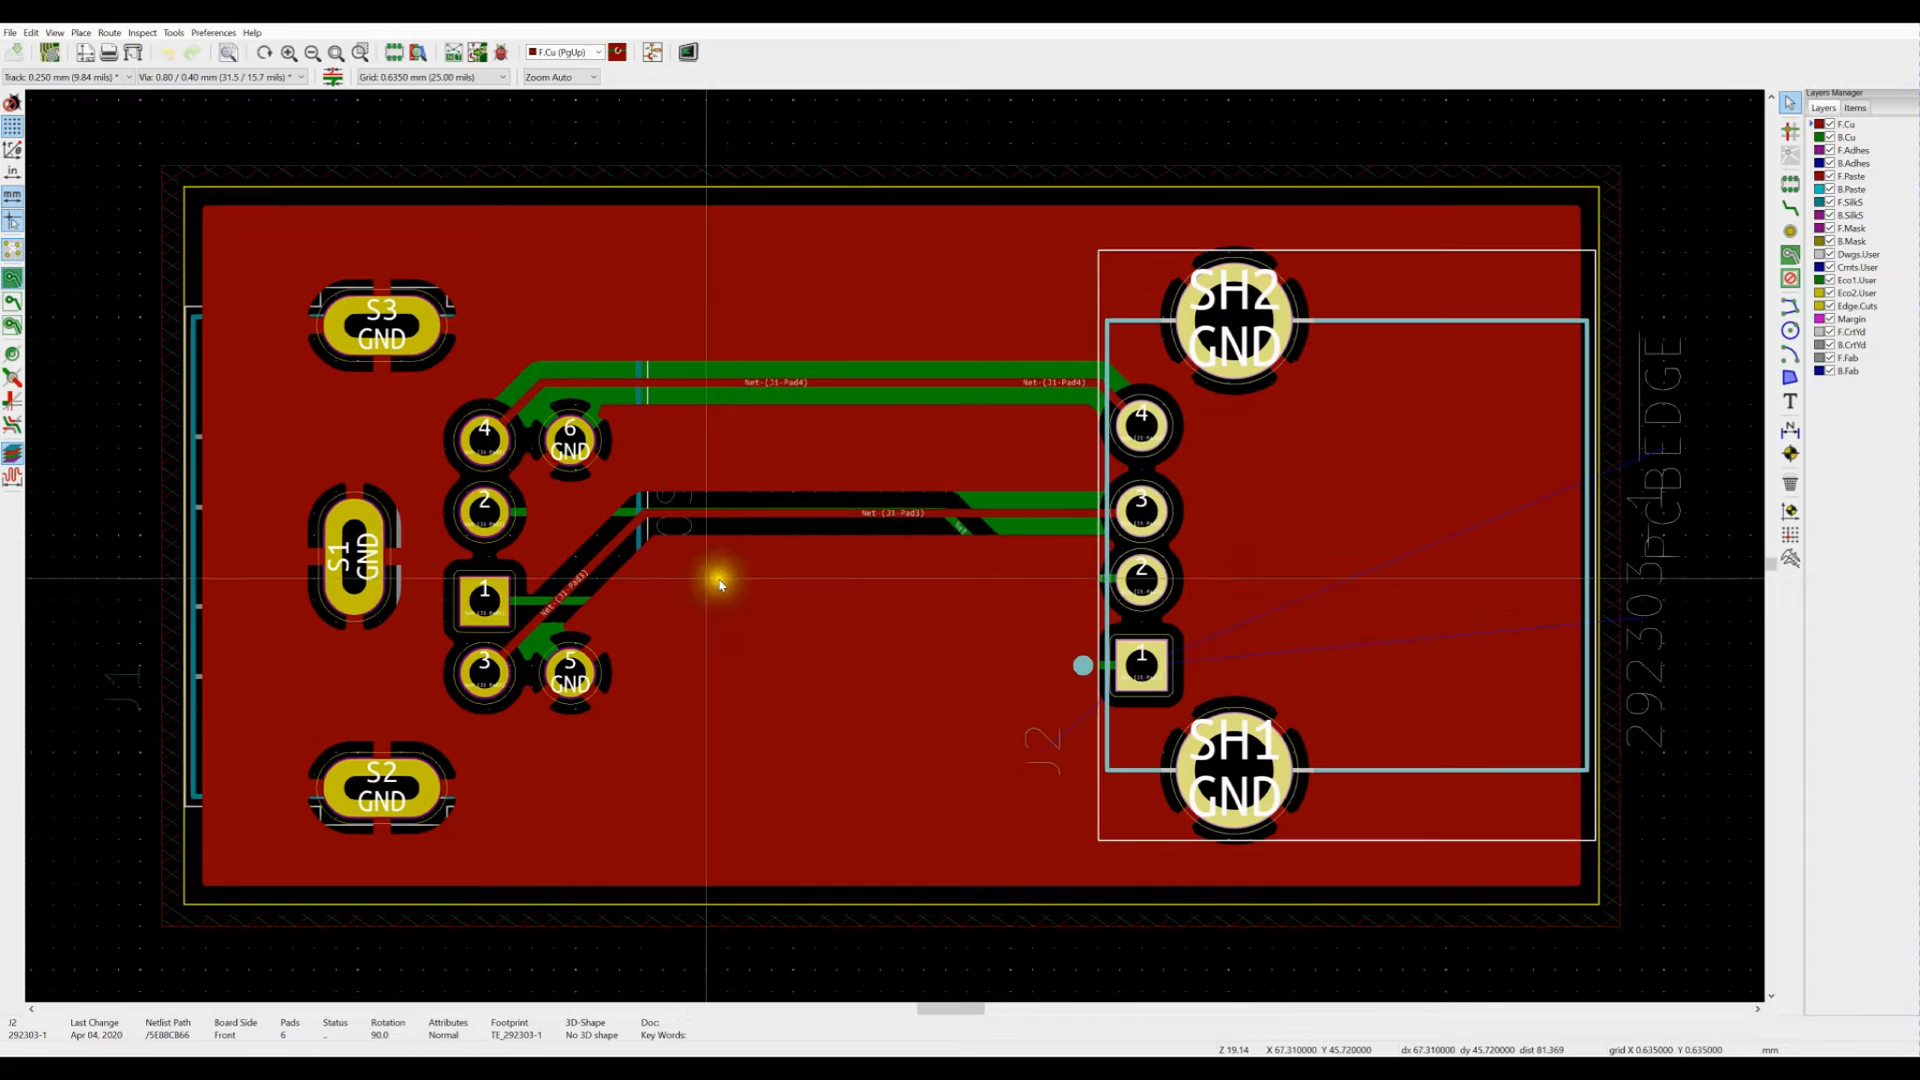 File Edit View Place Route Inspect Tools Preferences Help
F.Cu (PgUp)
Track: 0.250 mm (9.84 mils) * Via: 0.80 / 0.40 mm (31.5 / 15.7 mils) * Grid: 0.6350 mm (25.00 mils) Zoom Auto
in
mm
Layers Manager
Layers Items
F.Cu
B.Cu
F.Adhes
B.Adhes
F.Paste
B.Paste
F.SilkS
B.SilkS
F.Mask
B.Mask
Dwgs.User
Cmts.User
Eco1.User
Eco2.User
Edge.Cuts
Margin
F.CrtYd
B.CrtYd
F.Fab
B.Fab
S3
GND
SH2
GND
Net-(J1-Pad4) Net-(J1-Pad4)
4
6
GND
4
2
Net-(J1-Pad3)
3
S1
GND
1
Net-(J1-Pad3)
2
3
5
GND
1
J1
J2
S2
GND
SH1
GND
PCB EDGE
292303-1
J2 Last Change Netlist Path Board Side Pads Status Rotation Attributes Footprint 3D-Shape Doc:
292303-1 Apr 04, 2020 /5E88CB66 Front 6 .. 90.0 Normal TE_292303-1 No 3D shape Key Words:
Z 19.14 X 67.310000 Y 45.720000 dx 67.310000 dy 45.720000 dist 81.369 grid X 0.635000 Y 0.635000 mm